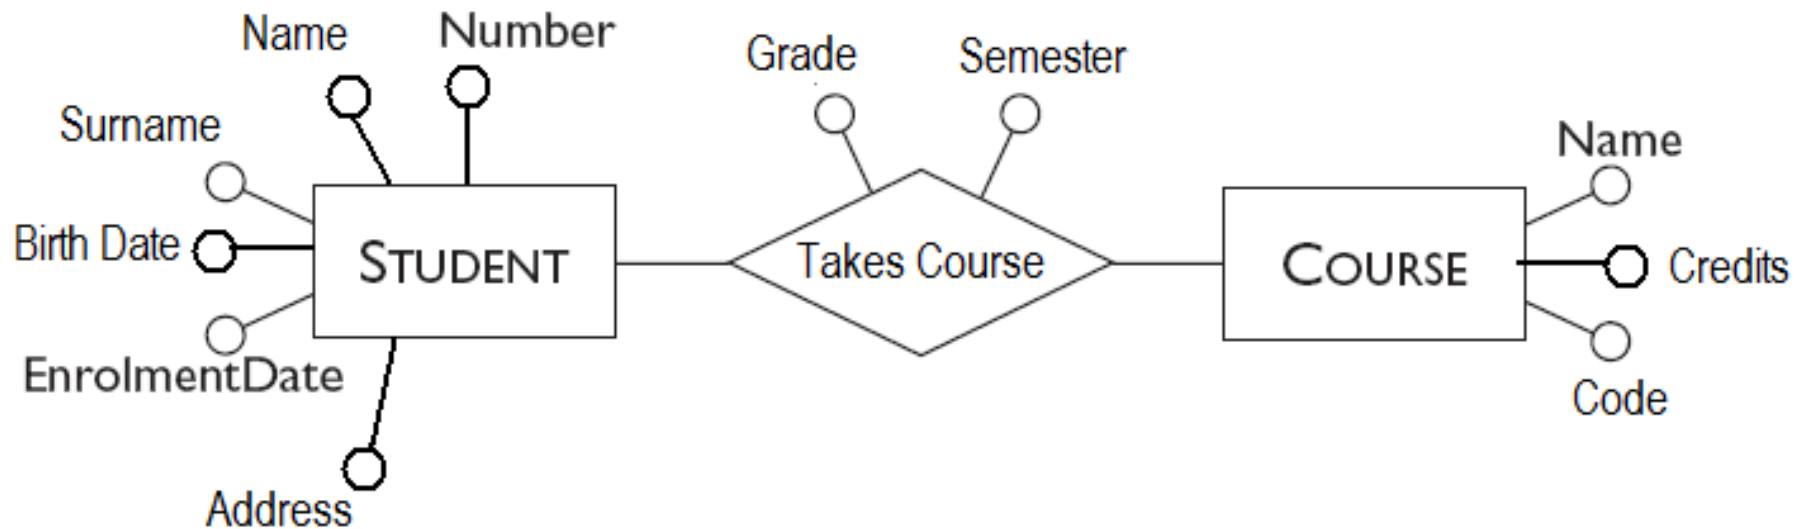 Name
Number
Grade
Semester
Surname
Name
Birth Date
STUDENT
Takes Course
COURSE
Credits
EnrolmentDate
Code
Address